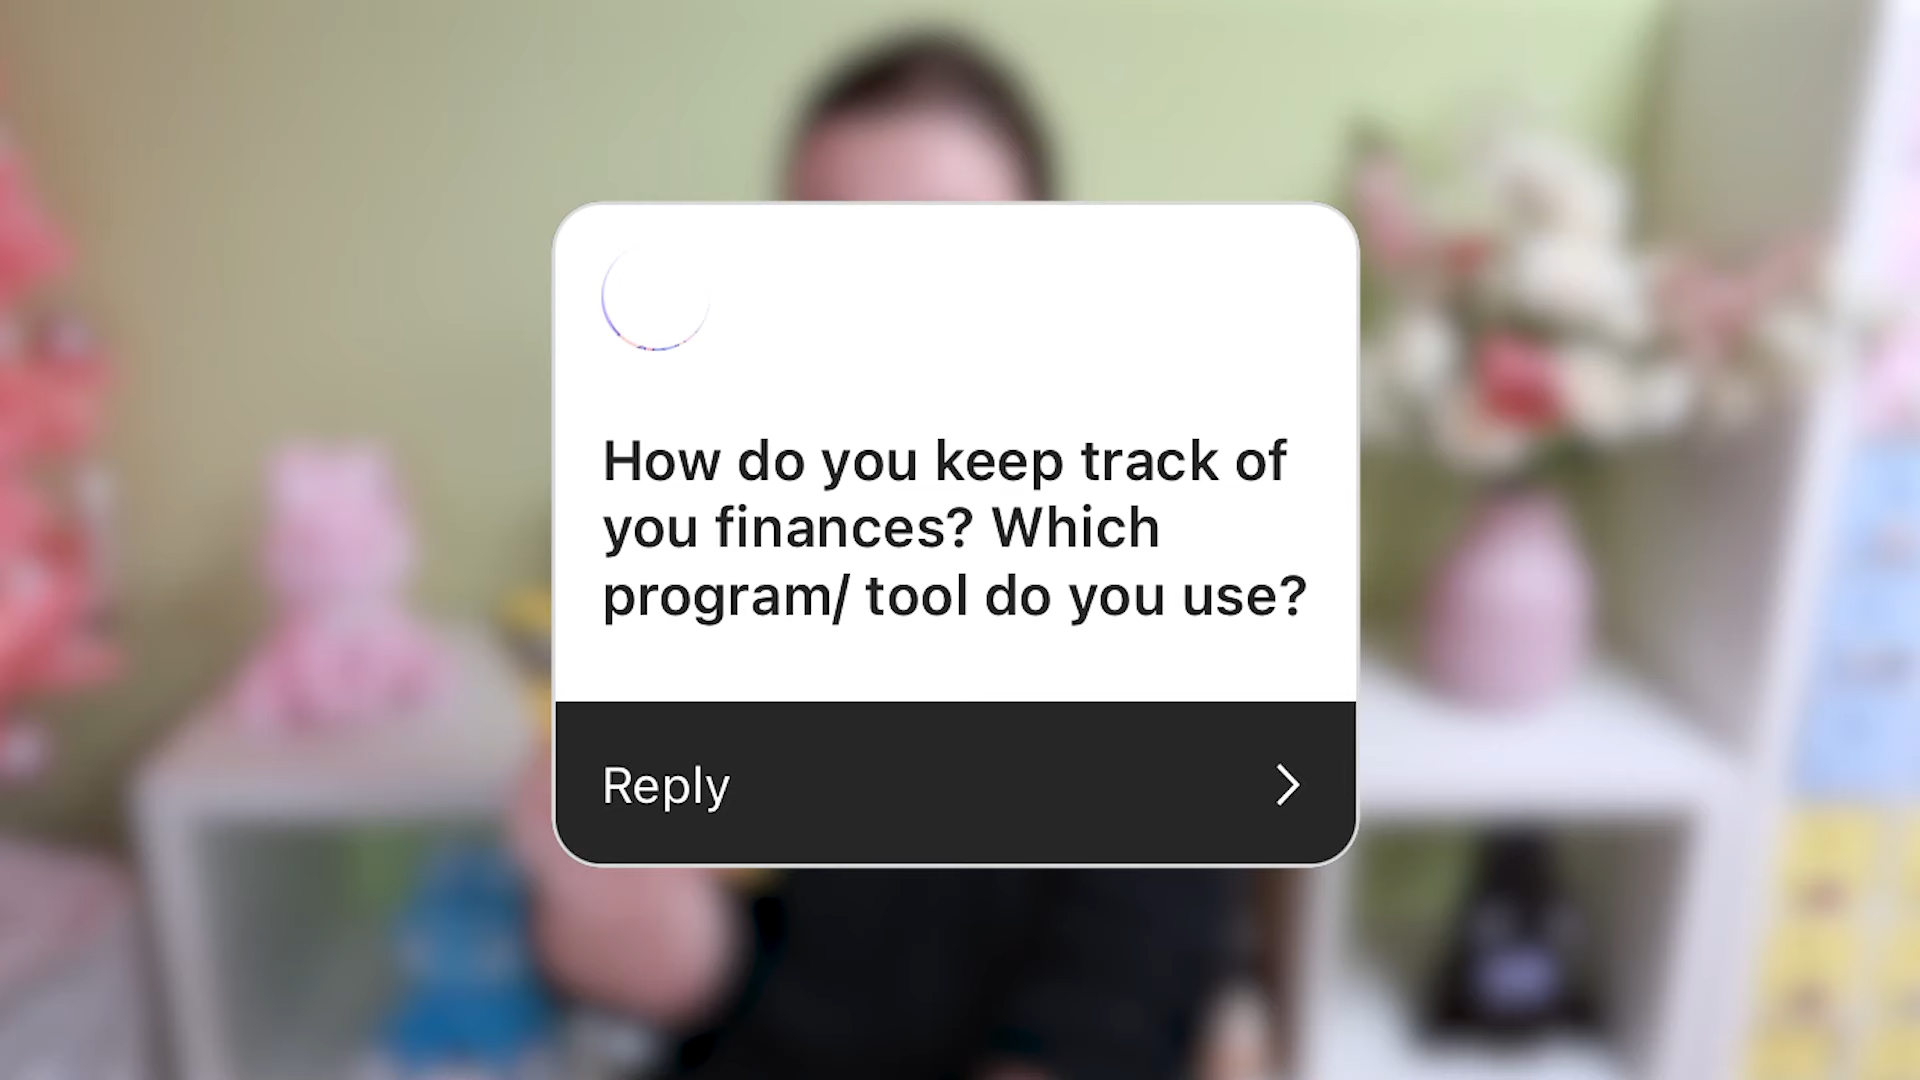 How do you keep track of
you finances? Which
program/ tool do you use?
Reply